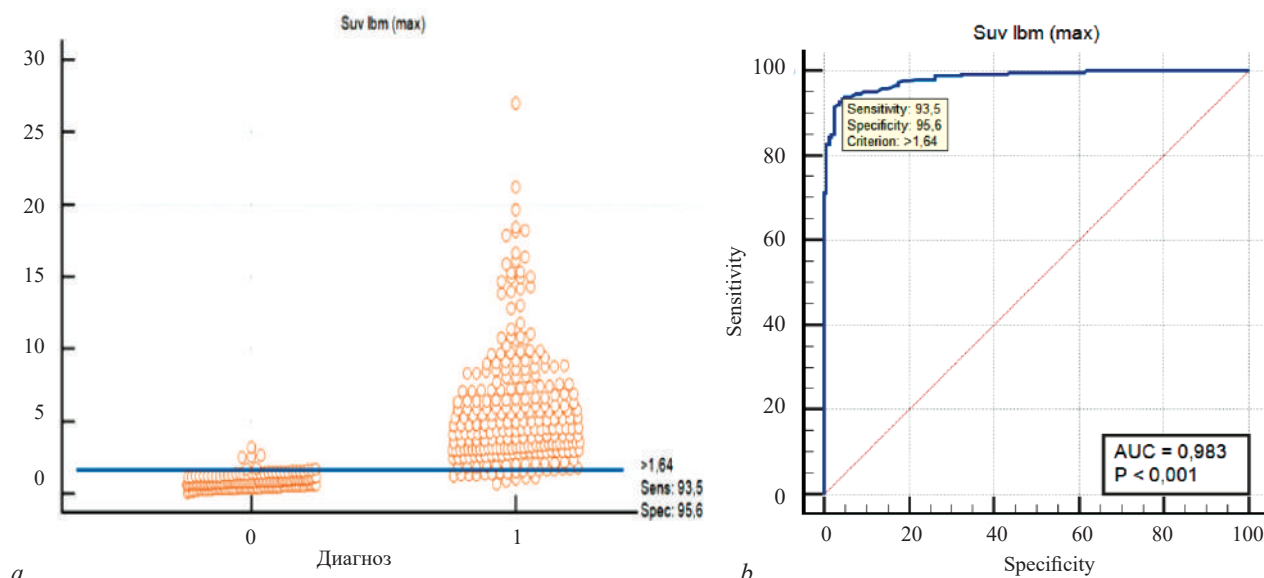 Suv lbm (max)
30
25
20
15
10
5
0
>1,64
Sens: 93,5
Spec: 95,6
0
1
Диагноз
a
Suv lbm (max)
100
80
60
40
20
0
Sensitivity
Sensitivity: 93,5
Specificity: 95,6
Criterion: >1,64
AUC = 0,983
P < 0,001
0
20
40
60
80
100
Specificity
b